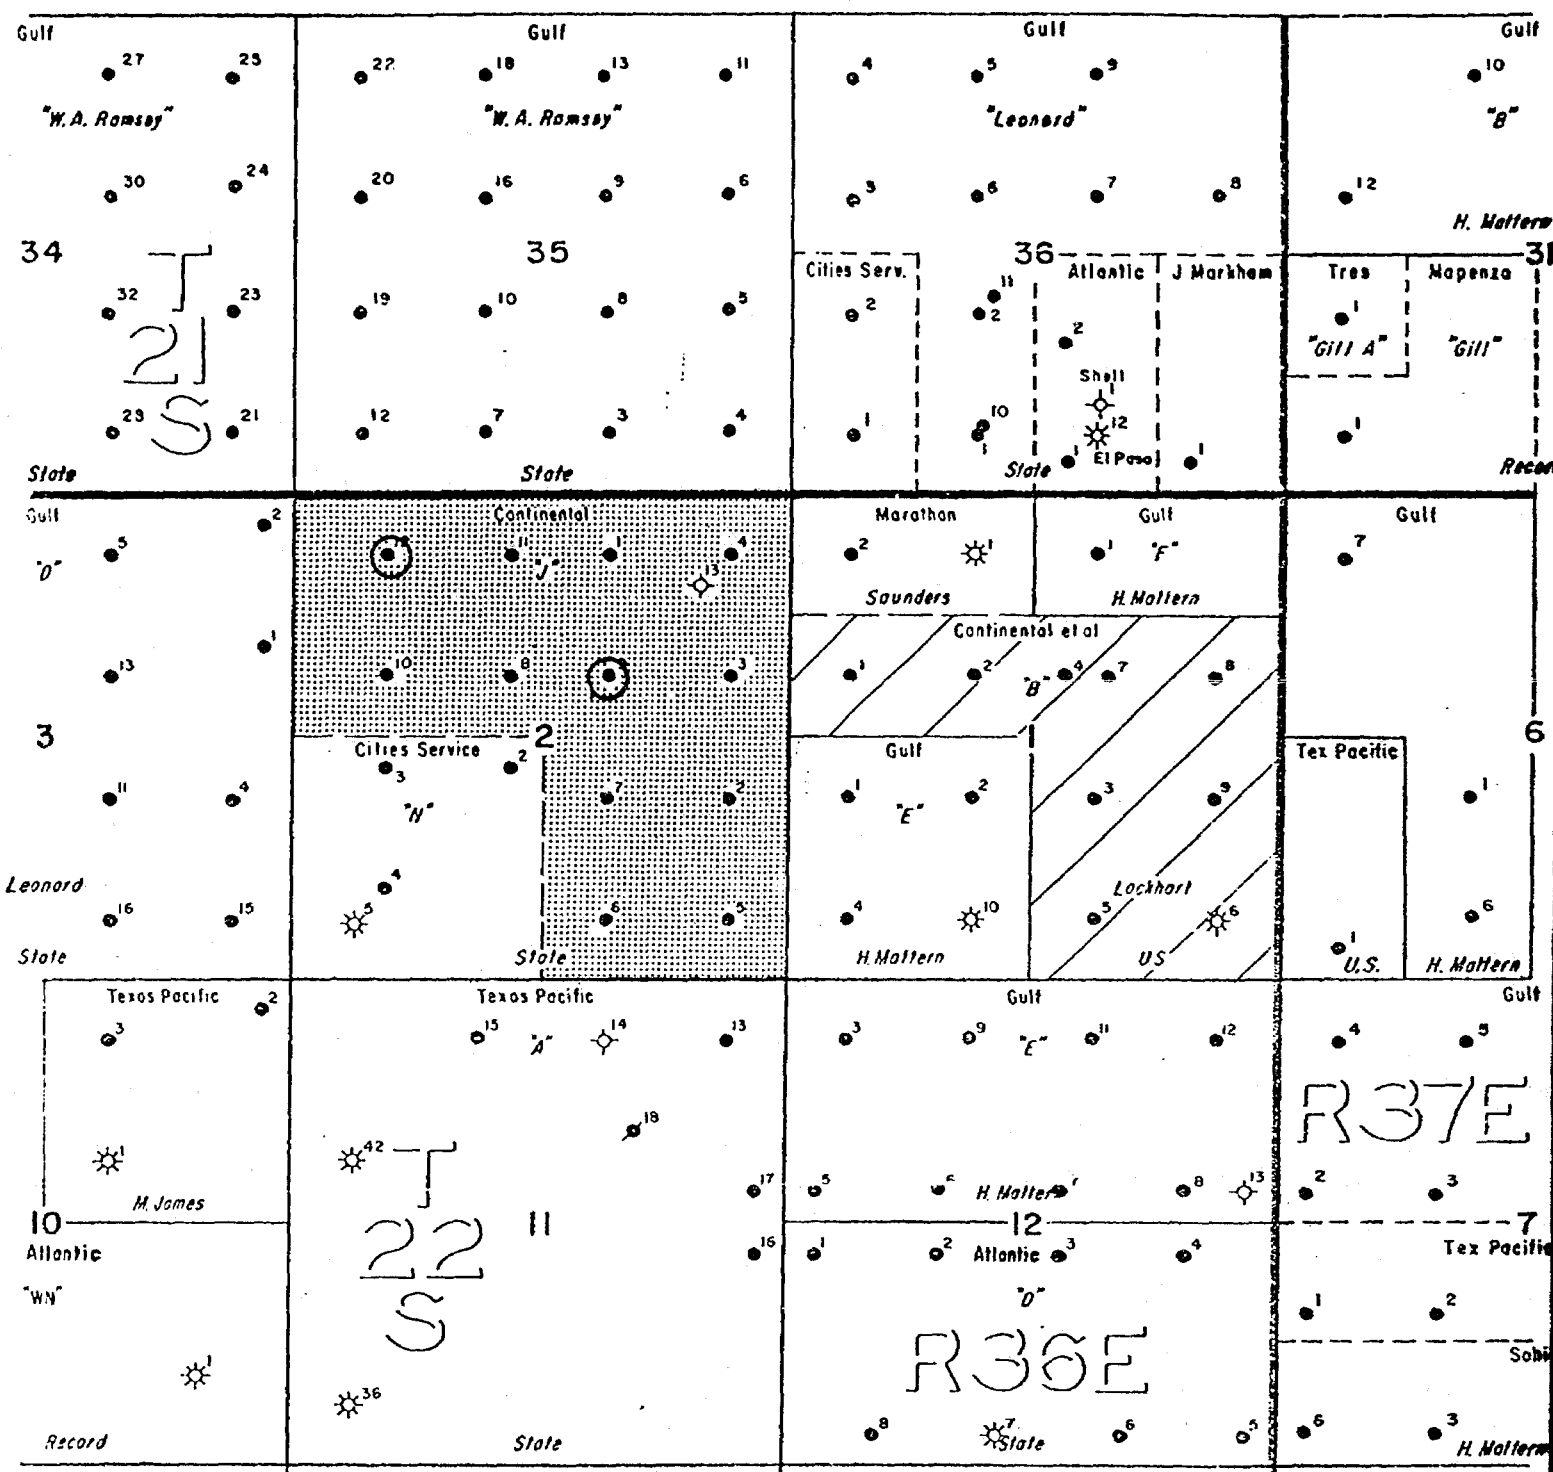 Gulf Gulf Gulf Gulf
27 25 22 18 13 11 4 5 9 10
"W.A. Ramsay" "W.A. Ramsay" "Leonard" "B"
30 24 20 16 9 6 3 6 7 8 12
H. Mattern
34 35 36 31
Cities Serv. Atlantic J Markham Tres Mapenza
T
32 23 19 10 8 5 2 11 2 2 1
"Gill A" "Gill"
21
Shell
1
S
29 21 12 7 3 4 1 10 1 1 12 1 1
El Paso
State State State Recor
Gulf Continental Marathon Gulf Gulf
5 2 11 1 4 2 1 1 7
"D" "J" "F"
13
Saunders H. Mattern
Continental et al
13 1 10 8 3 1 2 4 7 8
"B"
3 2 6
Cities Service Gulf Tex Pacific
3 2
11 4 7 2 1 2 3 9 1
"N" "E"
Leonard 4 Lockhart
16 15 5 6 5 4 10 5 6 1 6
State State H. Mattern U.S. U.S. H. Mattern
Texas Pacific Texas Pacific Gulf Gulf
3 2 15 14 13 3 9 11 12 4 5
"A" "E"
R37E
18
1 42
T
17 5 7 8 13 2 3
M. James H. Mattern
10 11 12 7
Atlantic 22 16 1 Atlantic 2 3 4 Tex Pacific
"WN" "D"
S 1 2
R36E Sabi
1 36
8 7 6 5 6 3
Record State State H. Mattern